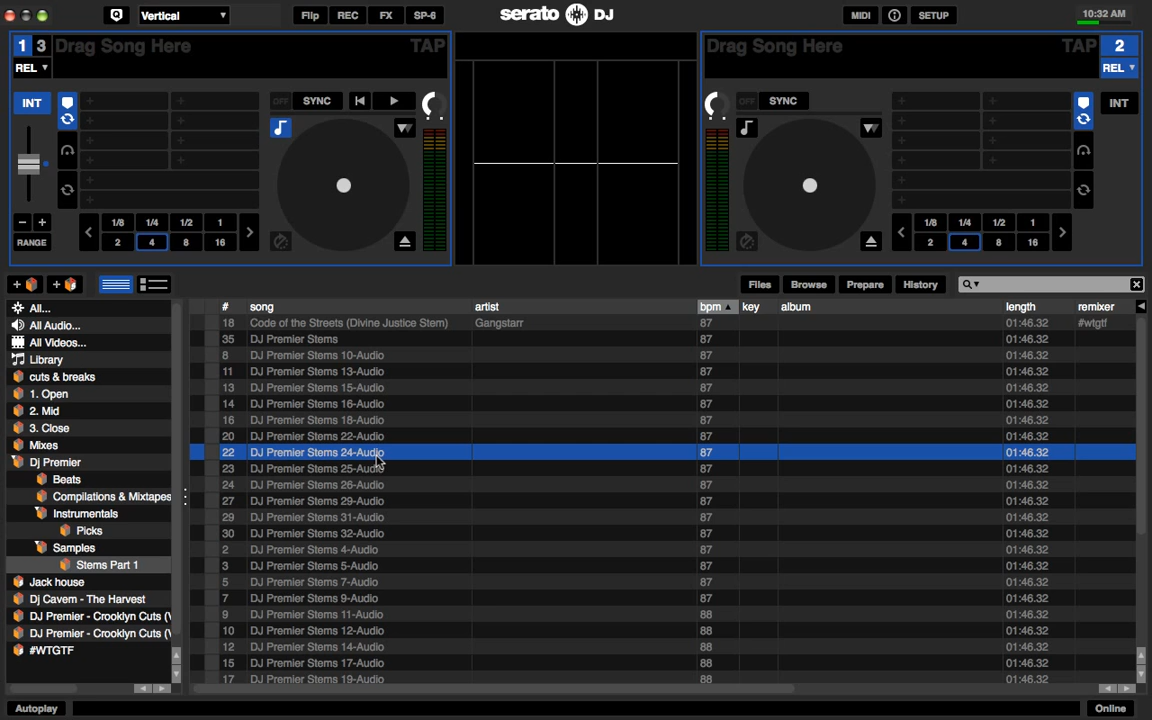 Vertical
Flip REC FX SP-6
serato DJ
MIDI SETUP
10:32 AM
1 3 Drag Song Here TAP
REL
INT
OFF SYNC
1/8 1/4 1/2 1
2 4 8 16
- +
RANGE
Drag Song Here TAP 2
REL
OFF SYNC
INT
1/8 1/4 1/2 1
2 4 8 16
Files Browse Prepare History
All...
All Audio...
All Videos...
Library
cuts & breaks
1. Open
2. Mid
3. Close
Mixes
Dj Premier
Beats
Compilations & Mixtapes
Instrumentals
Picks
Samples
Stems Part 1
Jack house
Dj Cavem - The Harvest
DJ Premier - Crooklyn Cuts (
DJ Premier - Crooklyn Cuts (
#WTGTF
# song artist bpm key album length remixer
18 Code of the Streets (Divine Justice Stem) Gangstarr 87 01:46.32 #wtgtf
35 DJ Premier Stems 87 01:46.32
8 DJ Premier Stems 10-Audio 87 01:46.32
11 DJ Premier Stems 13-Audio 87 01:46.32
13 DJ Premier Stems 15-Audio 87 01:46.32
14 DJ Premier Stems 16-Audio 87 01:46.32
16 DJ Premier Stems 18-Audio 87 01:46.32
20 DJ Premier Stems 22-Audio 87 01:46.32
22 DJ Premier Stems 24-Audio 87 01:46.32
23 DJ Premier Stems 25-Audio 87 01:46.32
24 DJ Premier Stems 26-Audio 87 01:46.32
27 DJ Premier Stems 29-Audio 87 01:46.32
29 DJ Premier Stems 31-Audio 87 01:46.32
30 DJ Premier Stems 32-Audio 87 01:46.32
2 DJ Premier Stems 4-Audio 87 01:46.32
3 DJ Premier Stems 5-Audio 87 01:46.32
5 DJ Premier Stems 7-Audio 87 01:46.32
7 DJ Premier Stems 9-Audio 87 01:46.32
9 DJ Premier Stems 11-Audio 88 01:46.32
10 DJ Premier Stems 12-Audio 88 01:46.32
12 DJ Premier Stems 14-Audio 88 01:46.32
15 DJ Premier Stems 17-Audio 88 01:46.32
17 DJ Premier Stems 19-Audio 88 01:46.32
Autoplay
Online